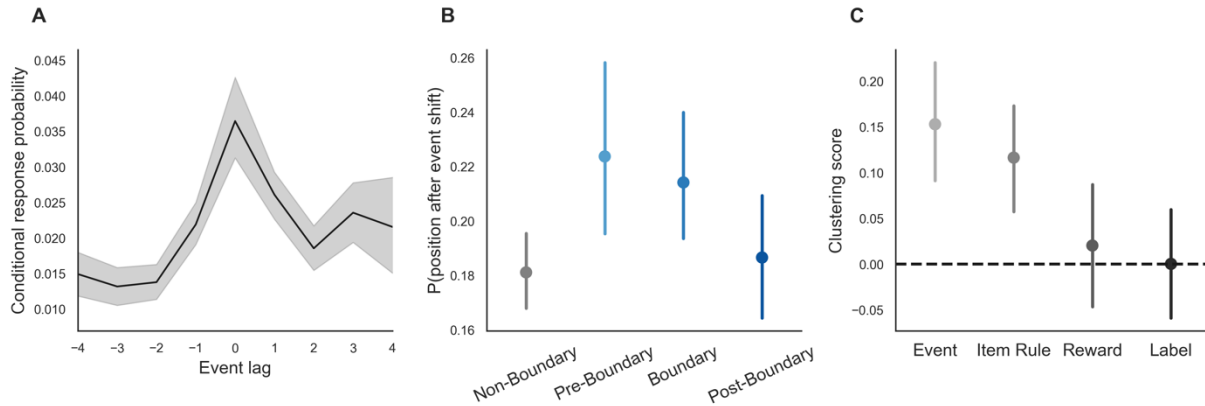 A
Conditional response probability
0.045
0.040
0.035
0.030
0.025
0.020
0.015
0.010
−4 −3 −2 −1 0 1 2 3 4
Event lag
B
P(position after event shift)
0.26
0.24
0.22
0.20
0.18
0.16
Non-Boundary
Pre-Boundary
Boundary
Post-Boundary
C
Clustering score
0.20
0.15
0.10
0.05
0.00
−0.05
Event Item Rule Reward Label